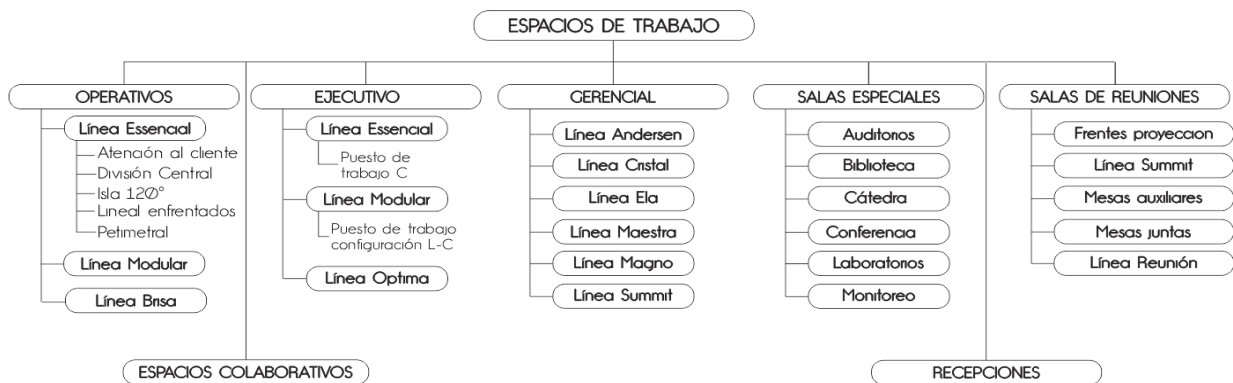 ESPACIOS DE TRABAJO
OPERATIVOS
Línea Essencial
Atención al cliente
División Central
Isla 120°
Lineal enfrentados
Petimetral
Línea Modular
Línea Brisa
EJECUTIVO
Línea Essencial
Puesto de
trabajo C
Línea Modular
Puesto de trabajo
configuración L-C
Línea Optima
GERENCIAL
Línea Andersen
Línea Cristal
Línea Ela
Línea Maestra
Línea Magno
Línea Summit
SALAS ESPECIALES
Auditorios
Biblioteca
Cátedra
Conferencia
Laboratorios
Monitoreo
SALAS DE REUNIONES
Frentes proyeccion
Línea Summit
Mesas auxiliares
Mesas juntas
Línea Reunión
ESPACIOS COLABORATIVOS
RECEPCIONES